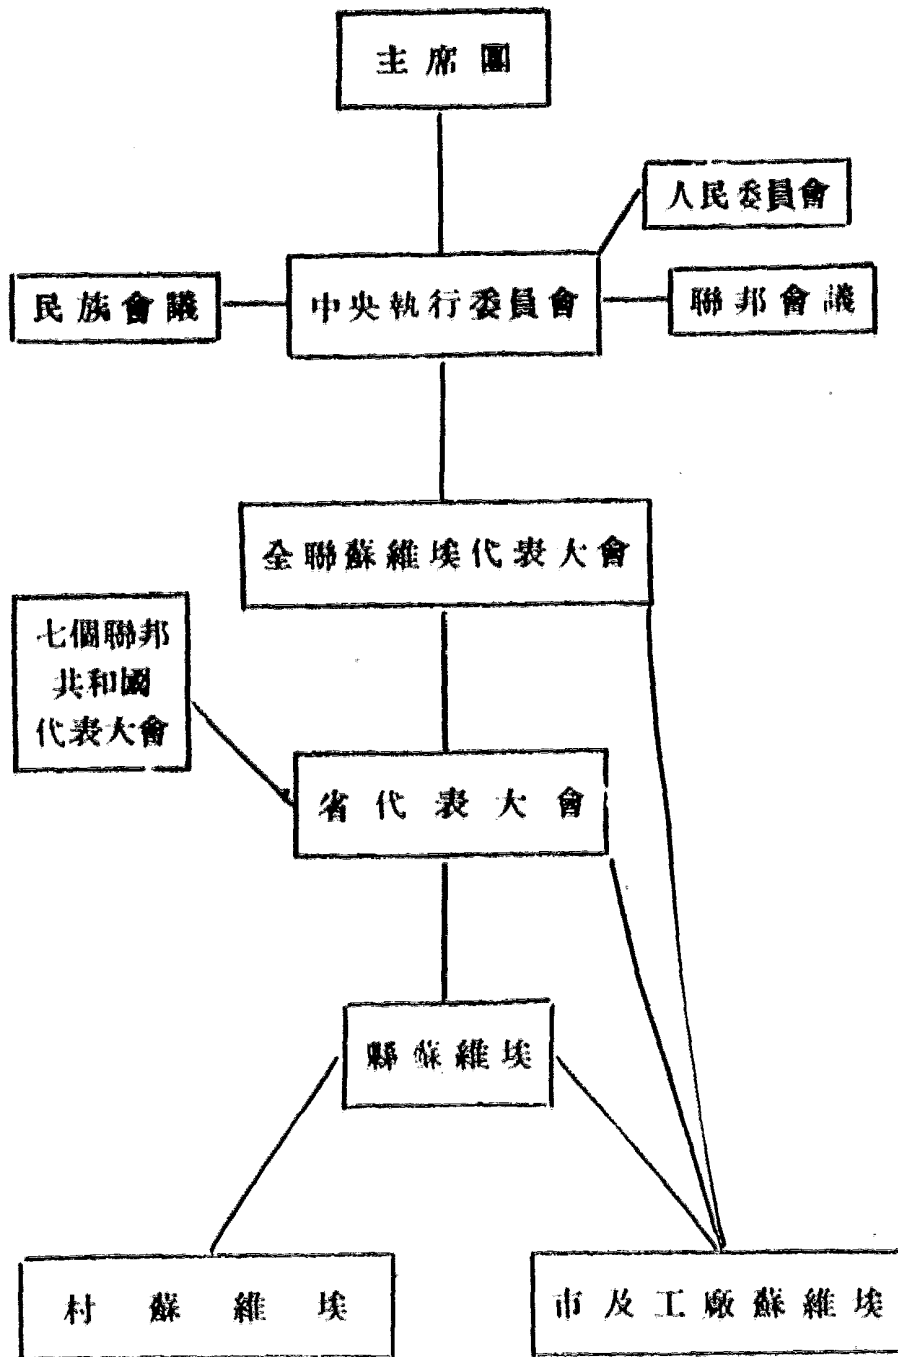 主席團
人民委員會
民族會議
中央執行委員會
聯邦會議
全聯蘇維埃代表大會
七個聯邦
共和國
代表大會
省代表大會
縣蘇維埃
村蘇維埃
市及工廠蘇維埃